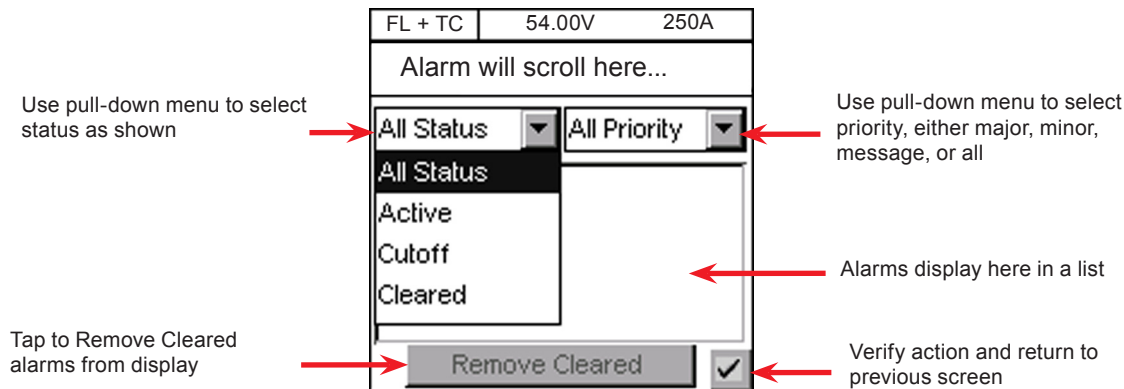 FL + TC 54.00V 250A
Alarm will scroll here...
Use pull-down menu to select
status as shown
All Status
All Priority
Use pull-down menu to select
priority, either major, minor,
message, or all
All Status
Active
Cutoff
Cleared
Alarms display here in a list
Tap to Remove Cleared
alarms from display
Remove Cleared
Verify action and return to
previous screen